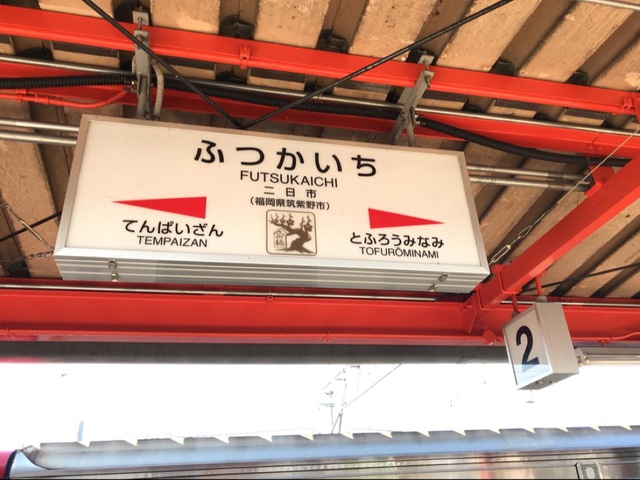 ふつかいち
FUTSUKAICHI
二日市
(福岡県筑紫野市)
てんぱいざん
TEMPAIZAN
とふろうみなみ
TOFURŌMINAMI
2